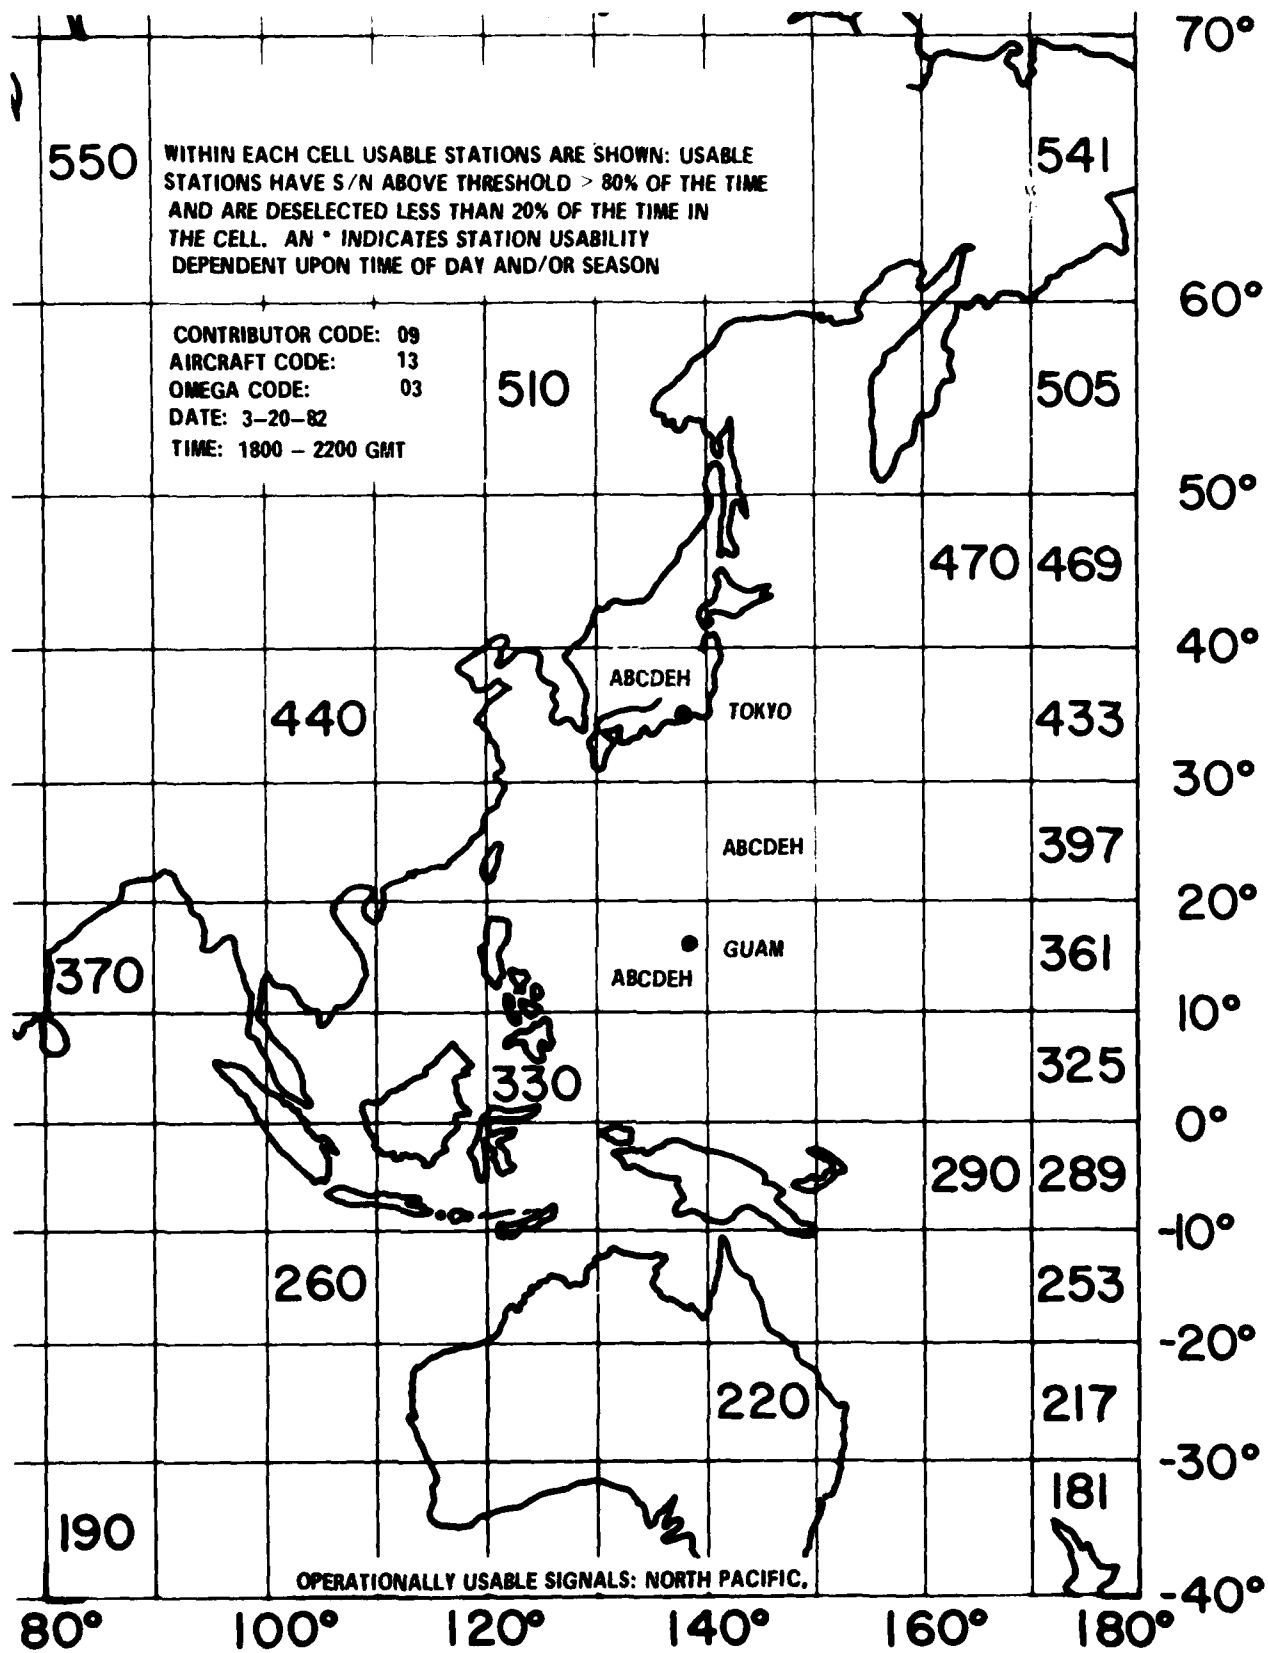 70°
550
WITHIN EACH CELL USABLE STATIONS ARE SHOWN: USABLE
STATIONS HAVE S/N ABOVE THRESHOLD > 80% OF THE TIME
AND ARE DESELECTED LESS THAN 20% OF THE TIME IN
THE CELL. AN * INDICATES STATION USABILITY
DEPENDENT UPON TIME OF DAY AND/OR SEASON
541
60°
CONTRIBUTOR CODE: 09
AIRCRAFT CODE: 13
OMEGA CODE: 03
DATE: 3-20-82
TIME: 1800 - 2200 GMT
510
505
50°
470 469
40°
ABCDEH
440
TOKYO
433
30°
ABCDEH
397
20°
GUAM
361
370
ABCDEH
10°
325
330
0°
290 289
-10°
260
253
-20°
220
217
-30°
181
190
OPERATIONALLY USABLE SIGNALS: NORTH PACIFIC,
-40°
80° 100° 120° 140° 160° 180°